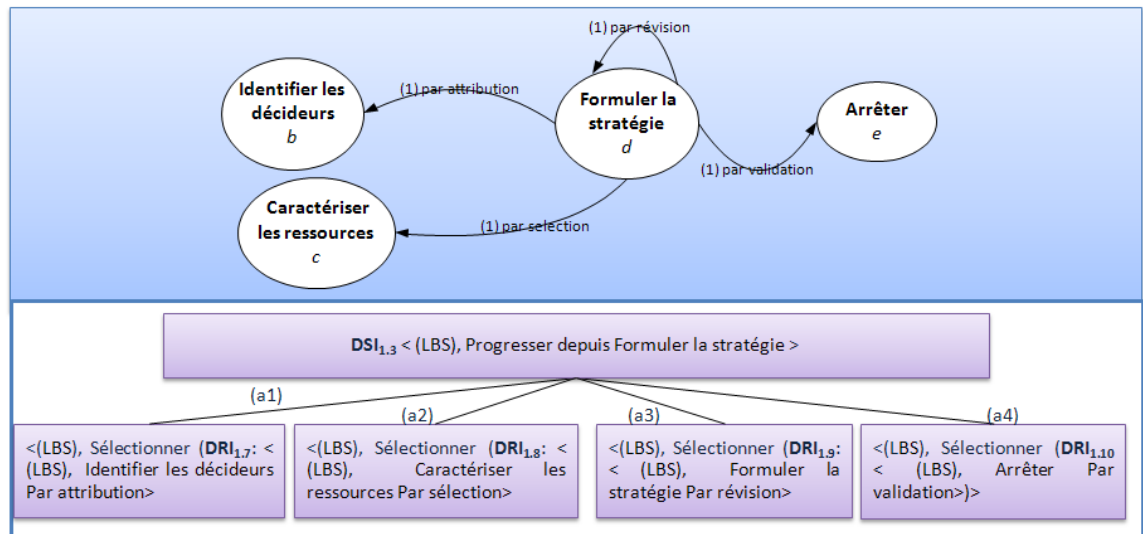 (1) par révision
Identifier les
décideurs
b
(1) par attribution
Formuler la
stratégie
d
Arrêter
e
(1) par validation
Caractériser
les ressources
c
(1) par selection
DSI1.3 < (LBS), Progresser depuis Formuler la stratégie >
(a1)
(a2)
(a3)
(a4)
<(LBS), Sélectionner (DRI1.7: <
(LBS), Identifier les décideurs
Par attribution>
<(LBS), Sélectionner (DRI1.8: <
(LBS), Caractériser les
ressources Par sélection>
<(LBS), Sélectionner (DRI1.9:
< (LBS), Formuler la
stratégie Par révision>
<(LBS), Sélectionner (DRI1.10
< (LBS), Arrêter Par
validation>)>